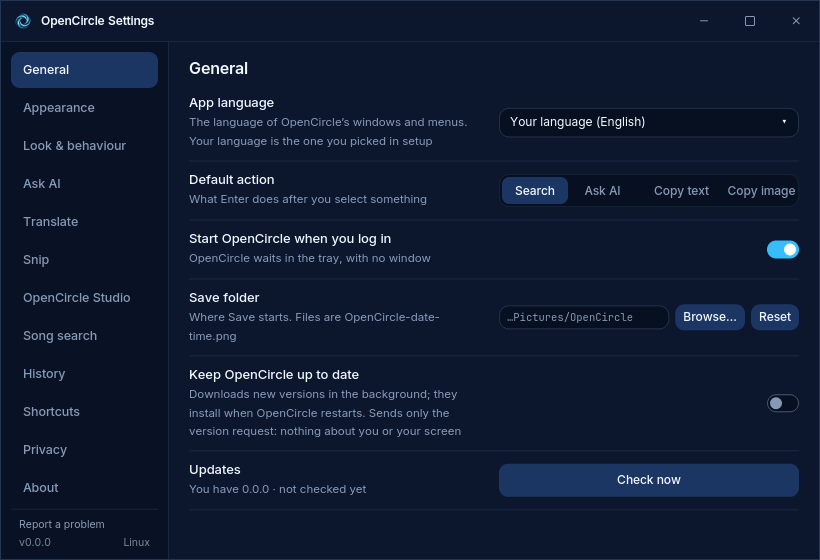 OpenCircle Settings
General
Appearance
Look & behaviour
Ask AI
Translate
Snip
OpenCircle Studio
Song search
History
Shortcuts
Privacy
About
Report a problem
v0.0.0 Linux
General
App language
The language of OpenCircle's windows and menus.
Your language is the one you picked in setup
Your language (English)
Default action
What Enter does after you select something
Search Ask AI Copy text Copy image
Start OpenCircle when you log in
OpenCircle waits in the tray, with no window
Save folder
Where Save starts. Files are OpenCircle-date-
time.png
…Pictures/OpenCircle Browse… Reset
Keep OpenCircle up to date
Downloads new versions in the background; they
install when OpenCircle restarts. Sends only the
version request: nothing about you or your screen
Updates
You have 0.0.0 · not checked yet
Check now